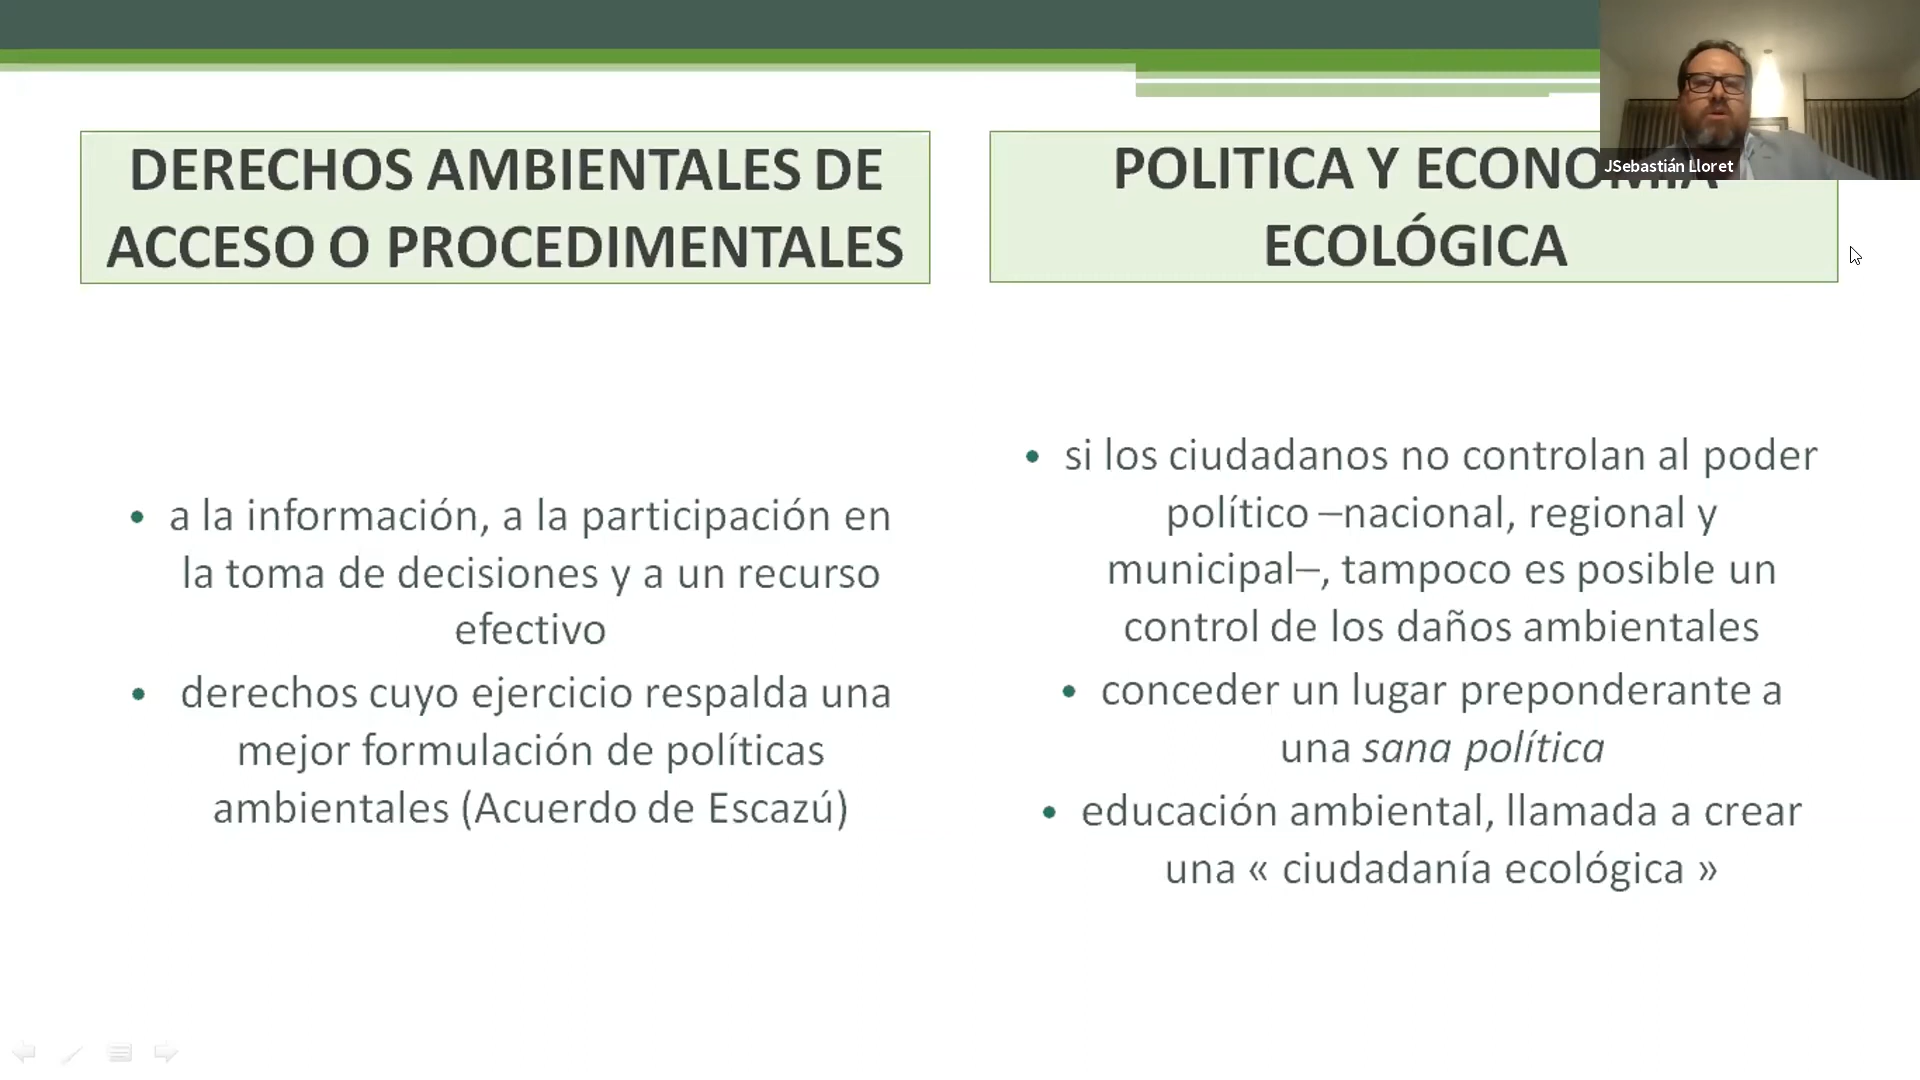 DERECHOS AMBIENTALES DE
ACCESO O PROCEDIMENTALES
• a la información, a la participación en
la toma de decisiones y a un recurso
efectivo
• derechos cuyo ejercicio respalda una
mejor formulación de políticas
ambientales (Acuerdo de Escazú)
POLITICA Y ECONOMIA
ECOLÓGICA
• si los ciudadanos no controlan al poder
político –nacional, regional y
municipal–, tampoco es posible un
control de los daños ambientales
• conceder un lugar preponderante a
una sana política
• educación ambiental, llamada a crear
una « ciudadanía ecológica »
JSebastián Lloret